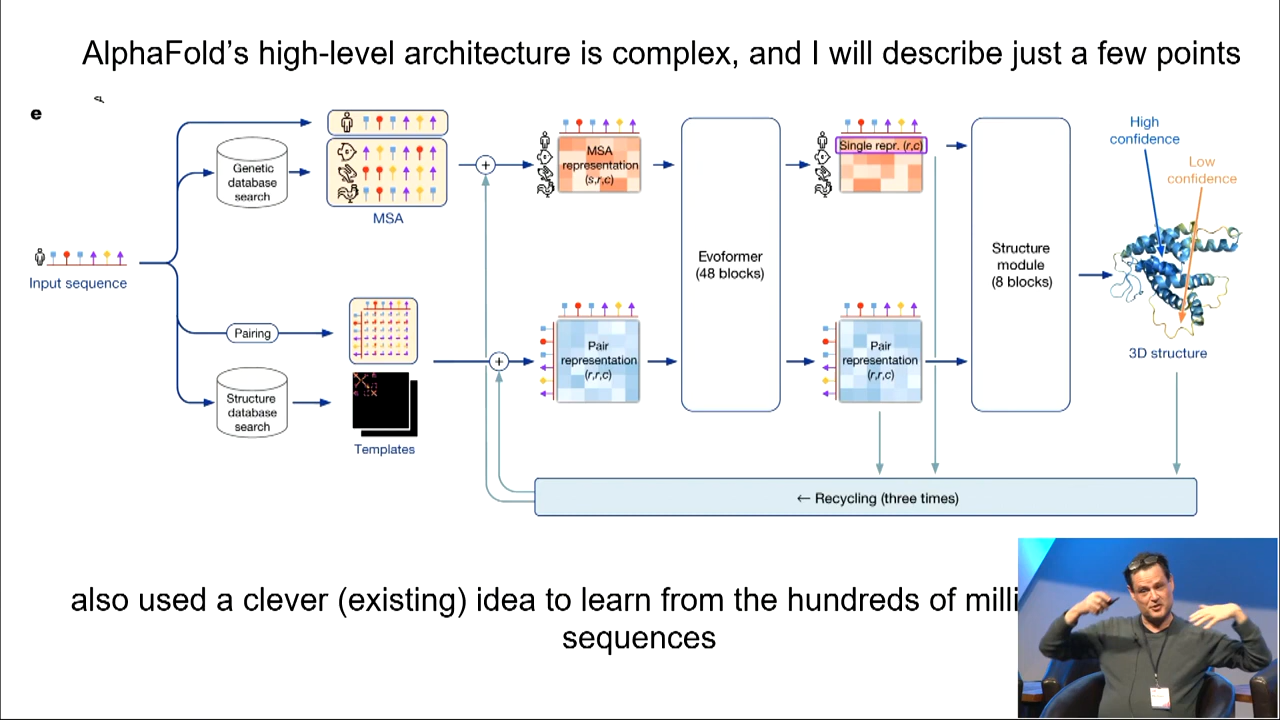 AlphaFold's high-level architecture is complex, and I will describe just a few points
e
Genetic
database
search
MSA
Input sequence
Pairing
Structure
database
search
Templates
+
+
MSA
representation
(s,r,c)
Pair
representation
(r,r,c)
Evoformer
(48 blocks)
Single repr. (r,c)
Pair
representation
(r,r,c)
Structure
module
(8 blocks)
High
confidence
Low
confidence
3D structure
← Recycling (three times)
also used a clever (existing) idea to learn from the hundreds of milli
sequences